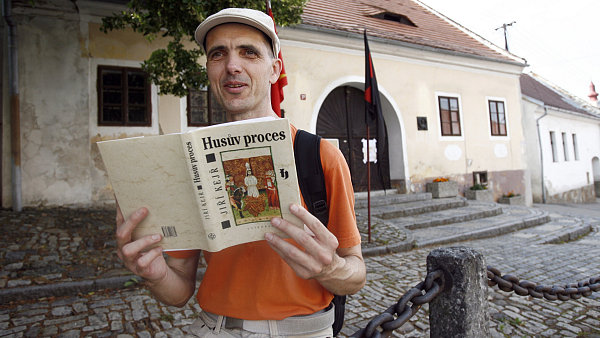 Husův proces
JIŘÍ KEJŘ
Husův proces
JIŘÍ KEJŘ